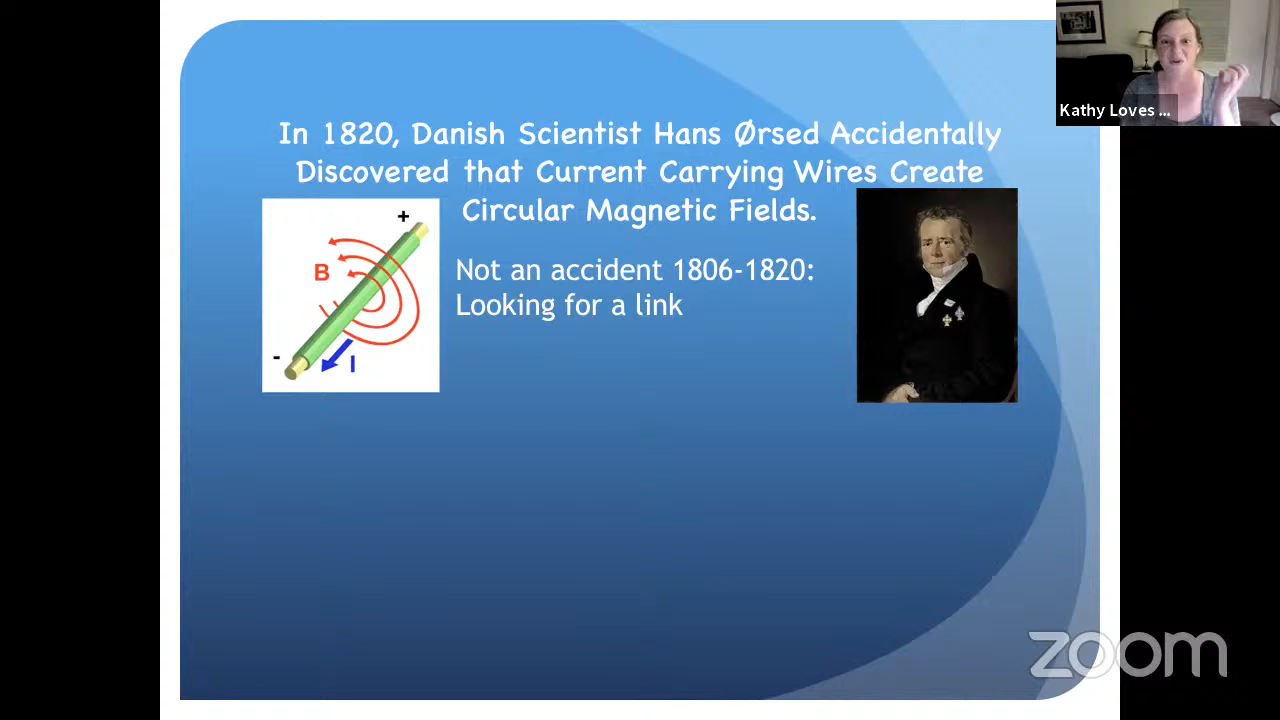 In 1820, Danish Scientist Hans Ørsed Accidentally
Discovered that Current Carrying Wires Create
Circular Magnetic Fields.
+
B
-
I
Not an accident 1806-1820:
Looking for a link
Kathy Loves ...
zoom